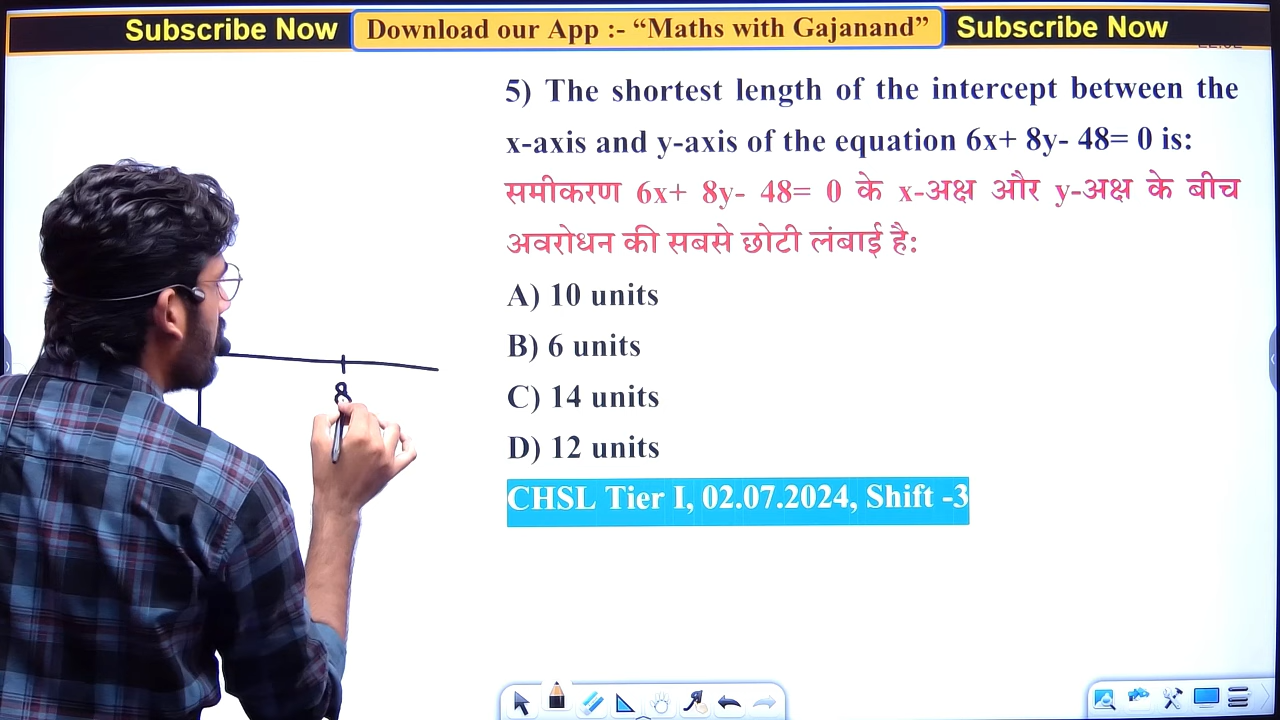 Subscribe Now Download our App :- “Maths with Gajanand” Subscribe Now
5) The shortest length of the intercept between the
x-axis and y-axis of the equation 6x+ 8y- 48= 0 is:
समीकरण 6x+ 8y- 48= 0 के x-अक्ष और y-अक्ष के बीच
अवरोधन की सबसे छोटी लंबाई है:
A) 10 units
B) 6 units
8
C) 14 units
D) 12 units
CHSL Tier I, 02.07.2024, Shift -3